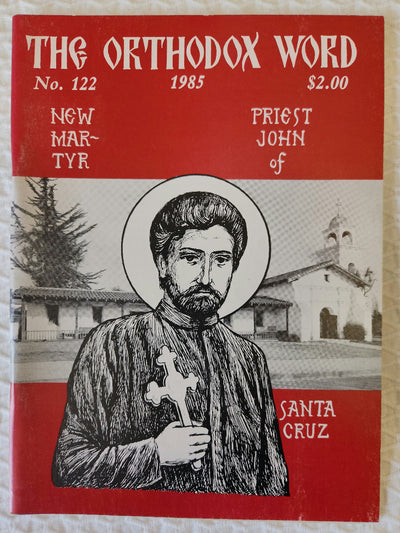 THE ORTHODOX WORD
No. 122 1985 $2.00
NEW
MAR~
TYR
PRIEST
JOHN
of
SANTA
CRUZ